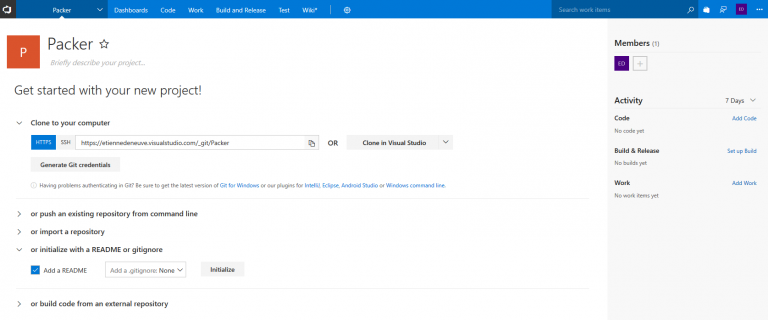 Packer Dashboards Code Work Build and Release Test Wiki* Search work items ED
P Packer
Briefly describe your project...
Get started with your new project!
Clone to your computer
HTTPS SSH https://etiennedeneuve.visualstudio.com/_git/Packer OR Clone in Visual Studio
Generate Git credentials
Having problems authenticating in Git? Be sure to get the latest version of Git for Windows or our plugins for IntelliJ, Eclipse, Android Studio or Windows command line.
or push an existing repository from command line
or import a repository
or initialize with a README or gitignore
Add a README Add a .gitignore: None Initialize
or build code from an external repository
Members (1)
ED
Activity 7 Days
Code Add Code
No code yet
Build & Release Set up Build
No builds yet
Work Add Work
No work items yet